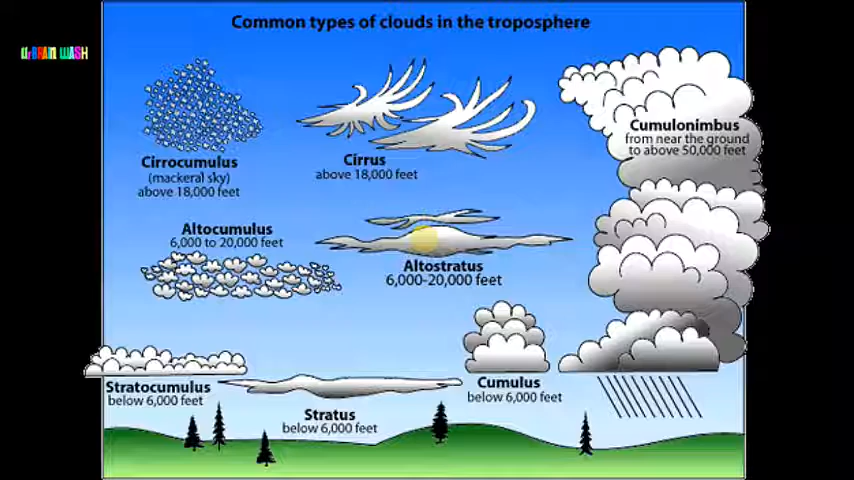 Common types of clouds in the troposphere
UrBRAIN WASH
Cirrocumulus
(mackeral sky)
above 18,000 feet
Cirrus
above 18,000 feet
Cumulonimbus
from near the ground
to above 50,000 feet
Altocumulus
6,000 to 20,000 feet
Altostratus
6,000-20,000 feet
Stratocumulus
below 6,000 feet
Stratus
below 6,000 feet
Cumulus
below 6,000 feet